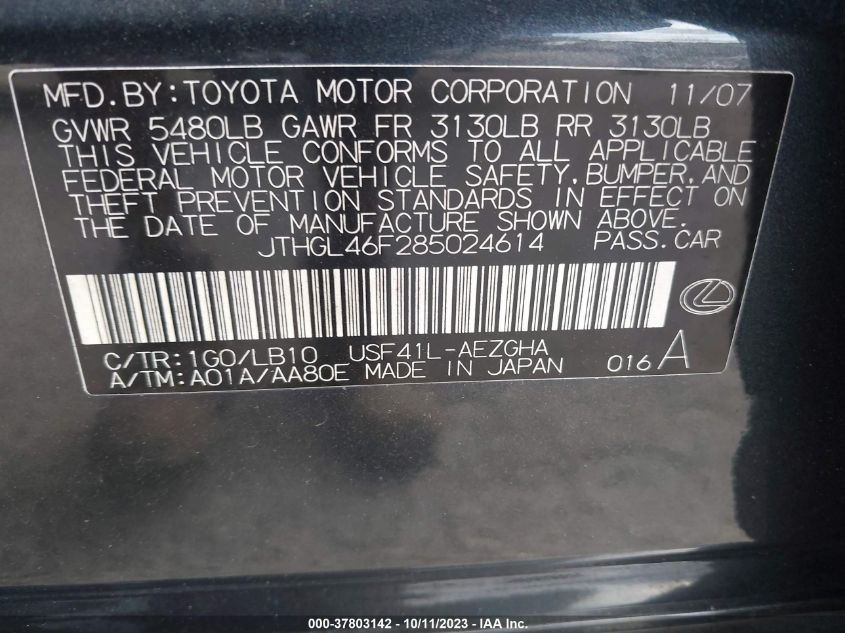 MFD.BY:TOYOTA MOTOR CORPORATION 11/07
GVWR 5480LB GAWR FR 3130LB RR 3130LB
THIS VEHICLE CONFORMS TO ALL APPLICABLE
FEDERAL MOTOR VEHICLE SAFETY,BUMPER,AND
THEFT PREVENTION STANDARDS IN EFFECT ON
THE DATE OF MANUFACTURE SHOWN ABOVE.
JTHGL46F285024614 PASS.CAR
C/TR:1G0/LB10 USF41L-AEZGHA
A/TM:A01A/AA80E MADE IN JAPAN 016 A
000-37803142 - 10/11/2023 - IAA Inc.